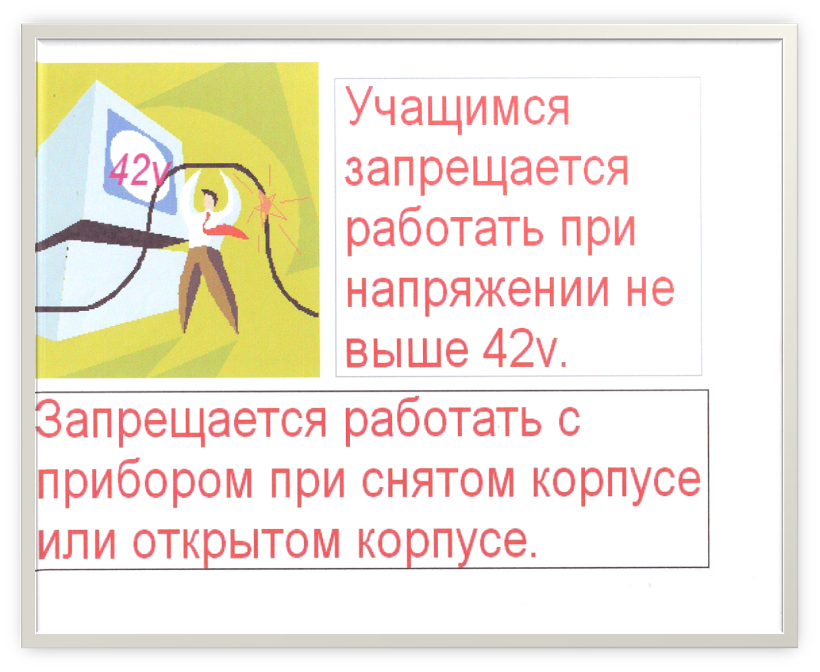 42v
Учащимся
запрещается
работать при
напряжении не
выше 42v.
Запрещается работать с
прибором при снятом корпусе
или открытом корпусе.